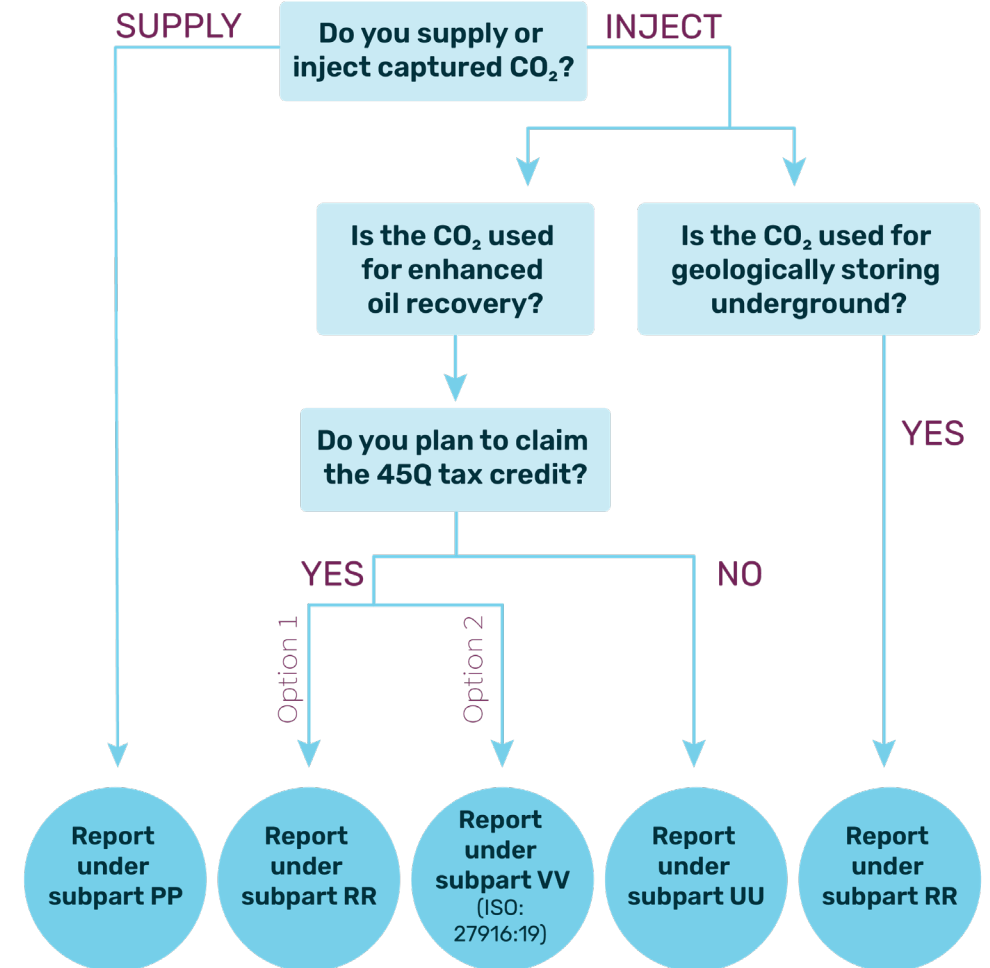 SUPPLY
Do you supply or
inject captured CO₂?
INJECT
Is the CO₂ used
for enhanced
oil recovery?
Is the CO₂ used for
geologically storing
underground?
Do you plan to claim
the 45Q tax credit?
YES
YES
NO
Option 1
Option 2
Report
under
subpart PP
Report
under
subpart RR
Report
under
subpart VV
(ISO:
27916:19)
Report
under
subpart UU
Report
under
subpart RR